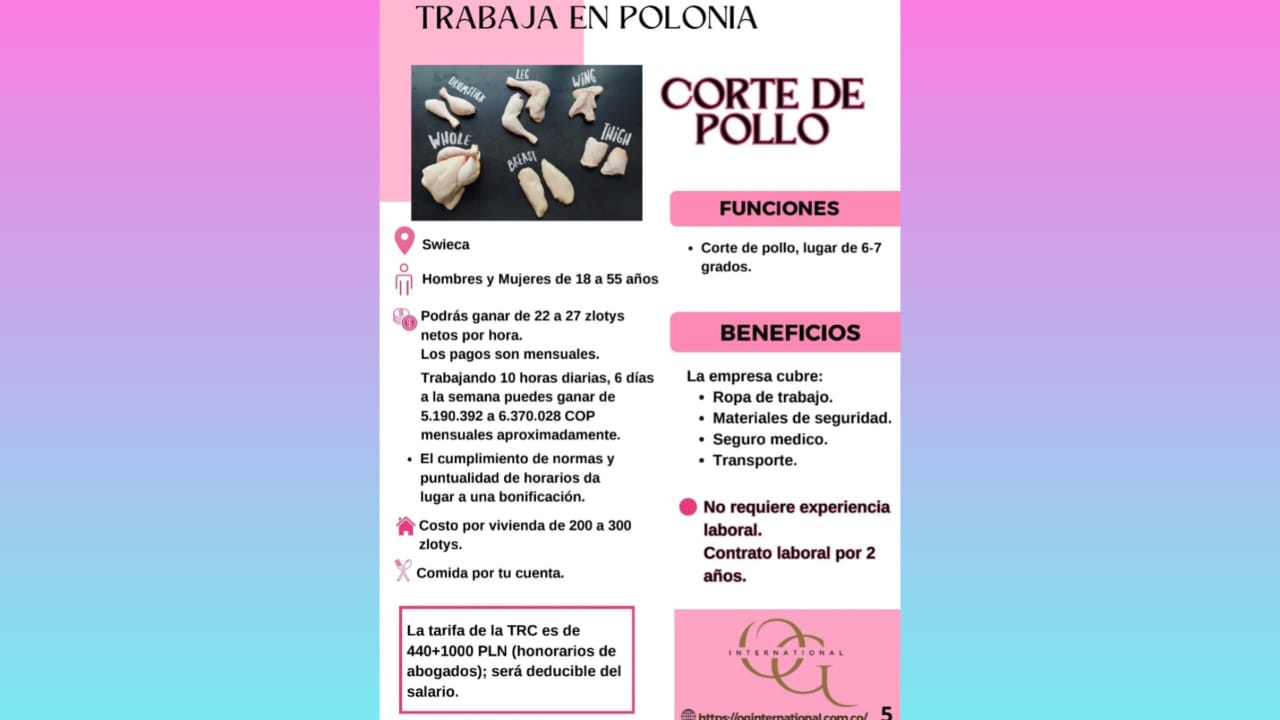 TRABAJA EN POLONIA
DRUMSTICK
LEG
WING
WHOLE
BREAST
THIGH
CORTE DE
POLLO
Swieca
Hombres y Mujeres de 18 a 55 años
Podrás ganar de 22 a 27 zlotys
netos por hora.
Los pagos son mensuales.
Trabajando 10 horas diarias, 6 días
a la semana puedes ganar de
5.190.392 a 6.370.028 COP
mensuales aproximadamente.
• El cumplimiento de normas y
puntualidad de horarios da
lugar a una bonificación.
Costo por vivienda de 200 a 300
zlotys.
Comida por tu cuenta.
La tarifa de la TRC es de
440+1000 PLN (honorarios de
abogados); será deducible del
salario.
FUNCIONES
• Corte de pollo, lugar de 6-7
grados.
BENEFICIOS
La empresa cubre:
• Ropa de trabajo.
• Materiales de seguridad.
• Seguro medico.
• Transporte.
No requiere experiencia
laboral.
Contrato laboral por 2
años.
OG
INTERNATIONAL
https://oginternational.com.co/
5